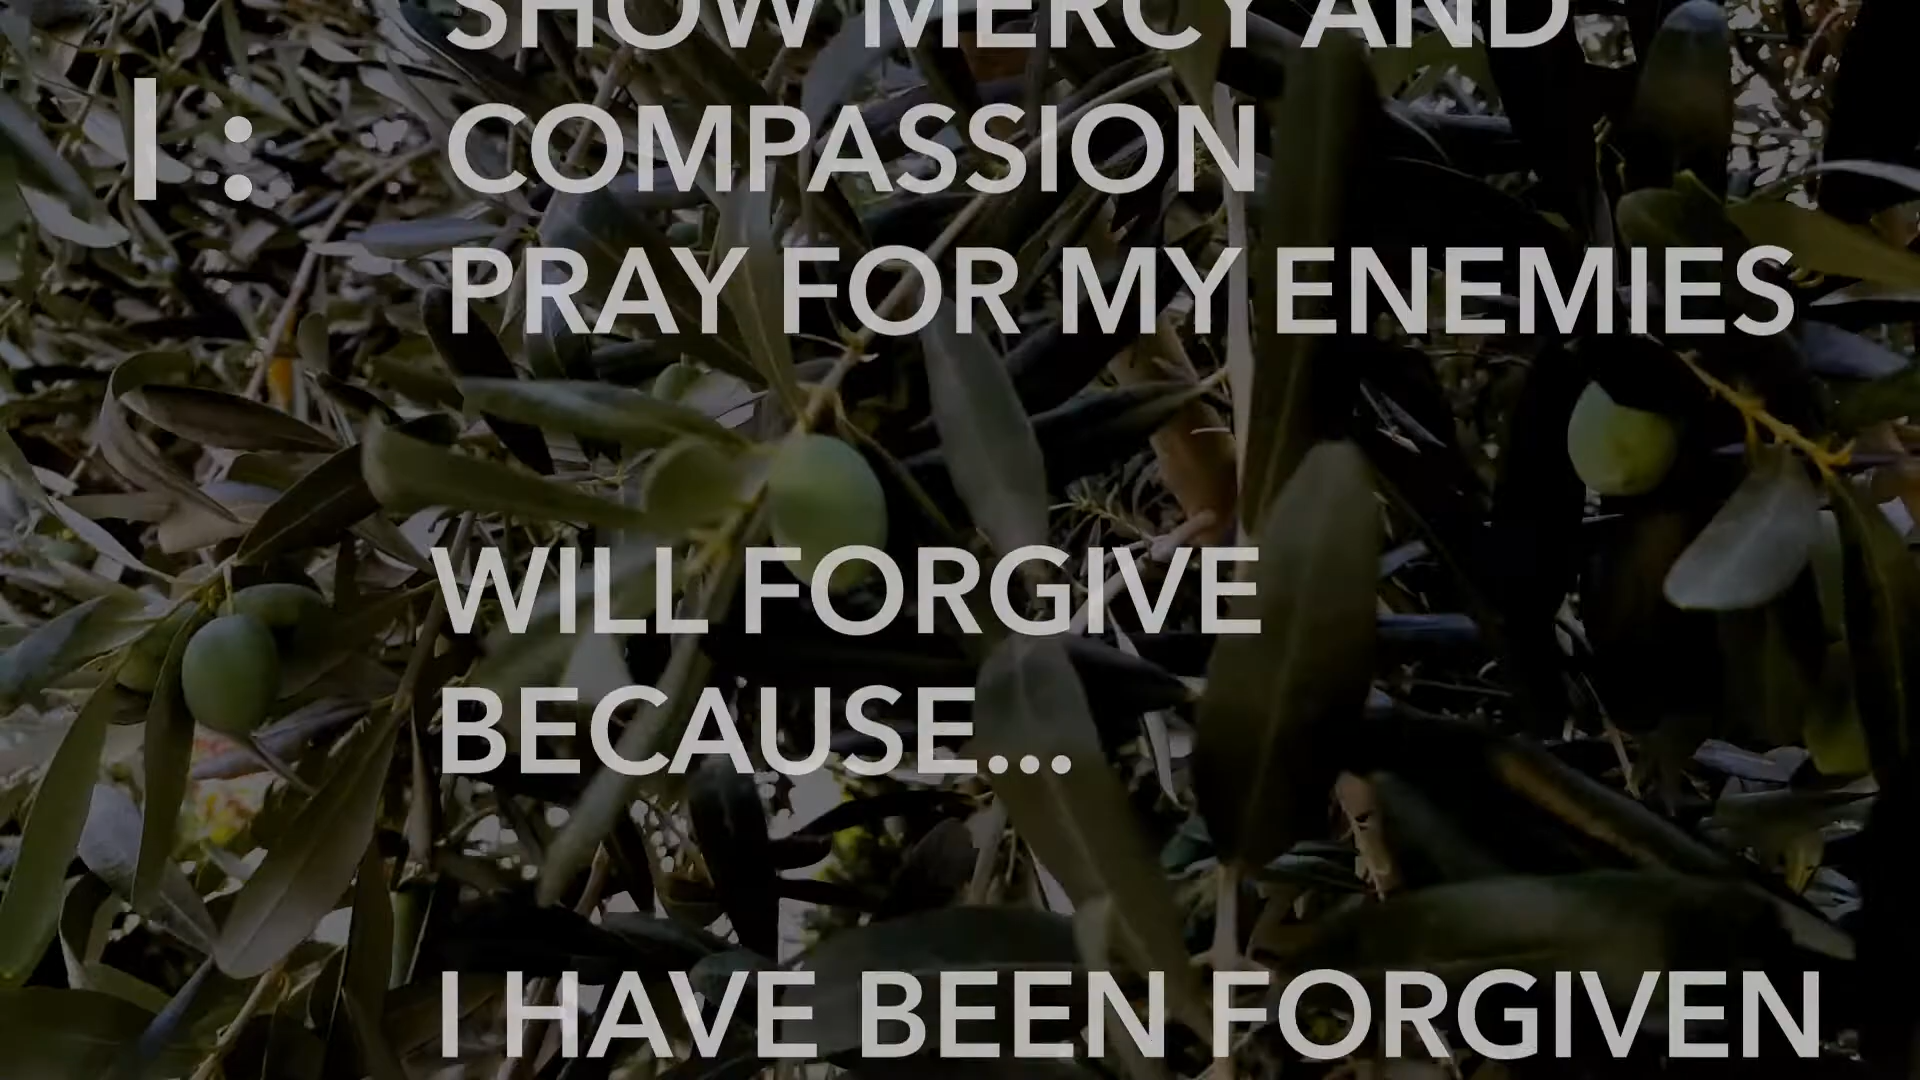 SHOW MERCY AND
I :
COMPASSION
PRAY FOR MY ENEMIES
WILL FORGIVE
BECAUSE...
I HAVE BEEN FORGIVEN